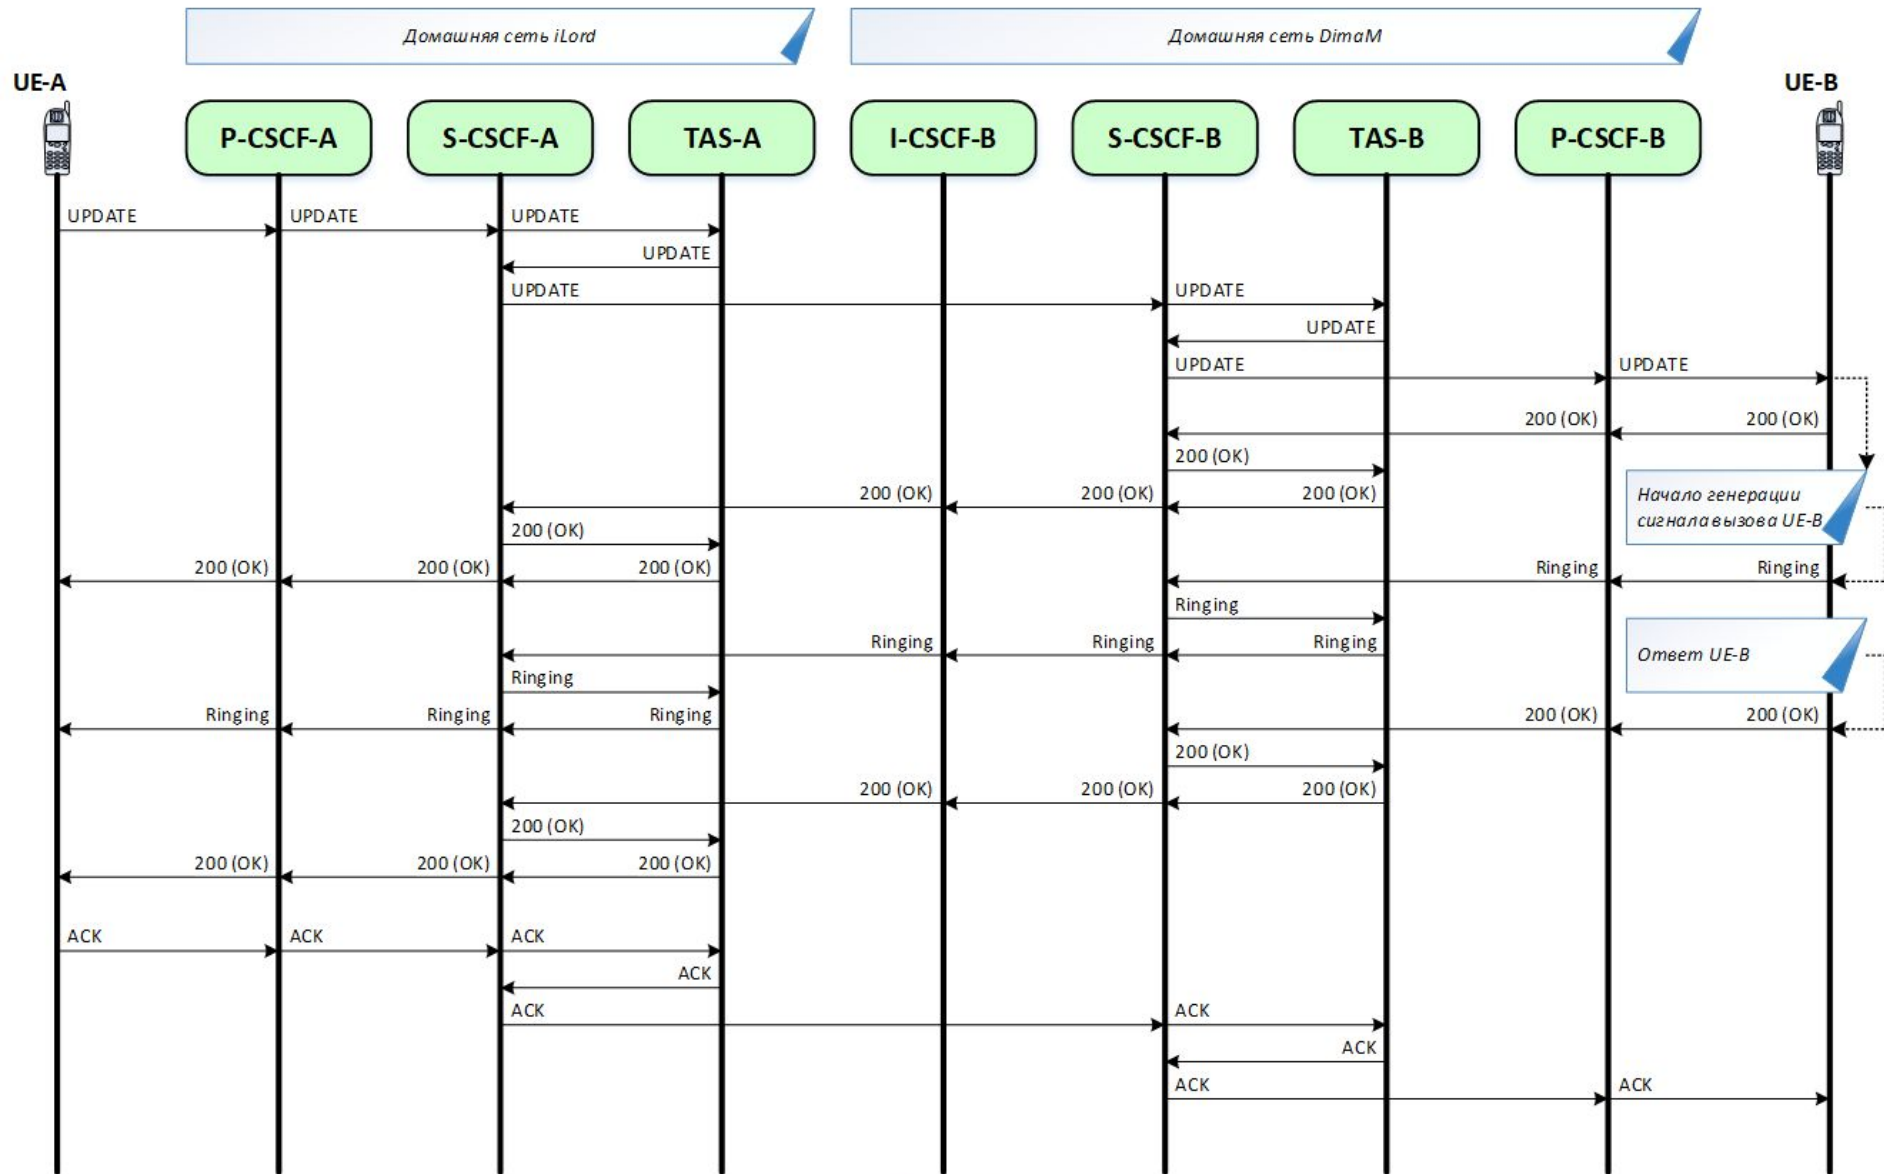 Домашняя сеть iLord
Домашняя сеть DimaM
UE-A
UE-B
P-CSCF-A
S-CSCF-A
TAS-A
I-CSCF-B
S-CSCF-B
TAS-B
P-CSCF-B
UPDATE
UPDATE
UPDATE
UPDATE
UPDATE
UPDATE
UPDATE
UPDATE
UPDATE
200 (OK)
200 (OK)
200 (OK)
200 (OK)
200 (OK)
200 (OK)
Начало генерации
сигнала вызова UE-B
200 (OK)
200 (OK)
200 (OK)
200 (OK)
Ringing
Ringing
Ringing
Ringing
Ringing
Ringing
Ответ UE-B
Ringing
Ringing
Ringing
Ringing
200 (OK)
200 (OK)
200 (OK)
200 (OK)
200 (OK)
200 (OK)
200 (OK)
200 (OK)
200 (OK)
200 (OK)
ACK
ACK
ACK
ACK
ACK
ACK
ACK
ACK
ACK